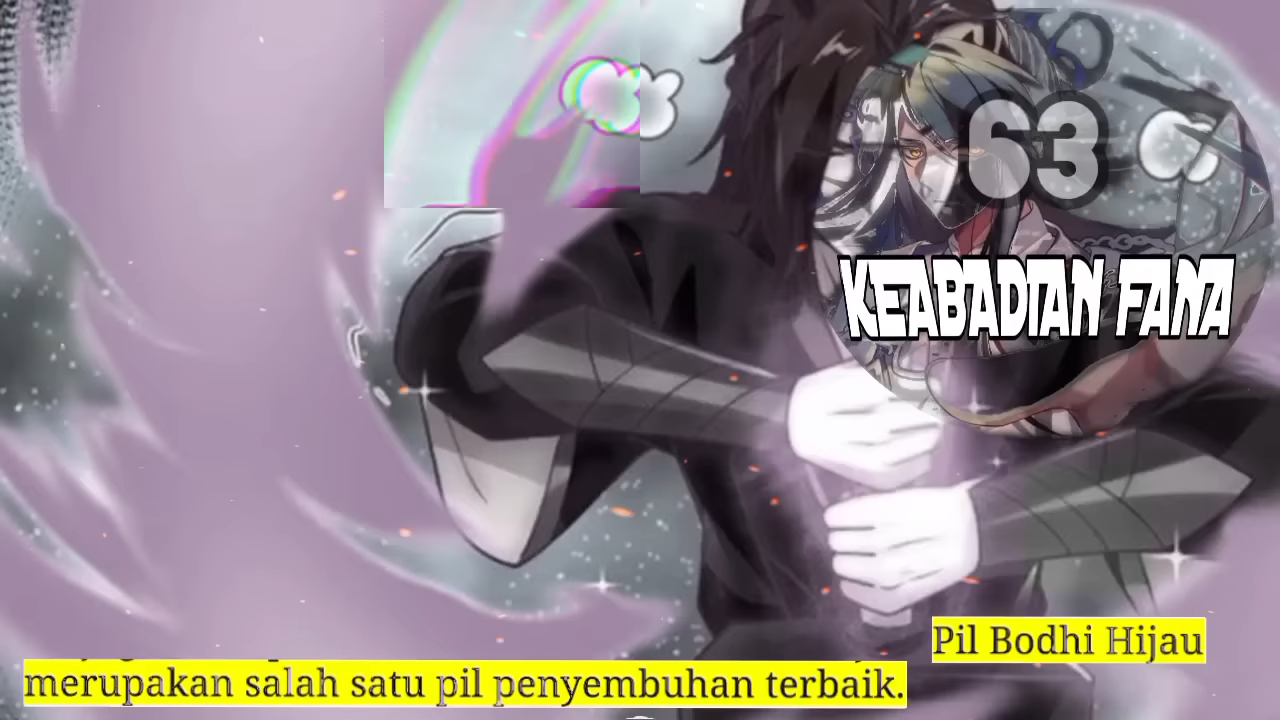 63
KEABADIAN FANA
Pil Bodhi Hijau
merupakan salah satu pil penyembuhan terbaik.